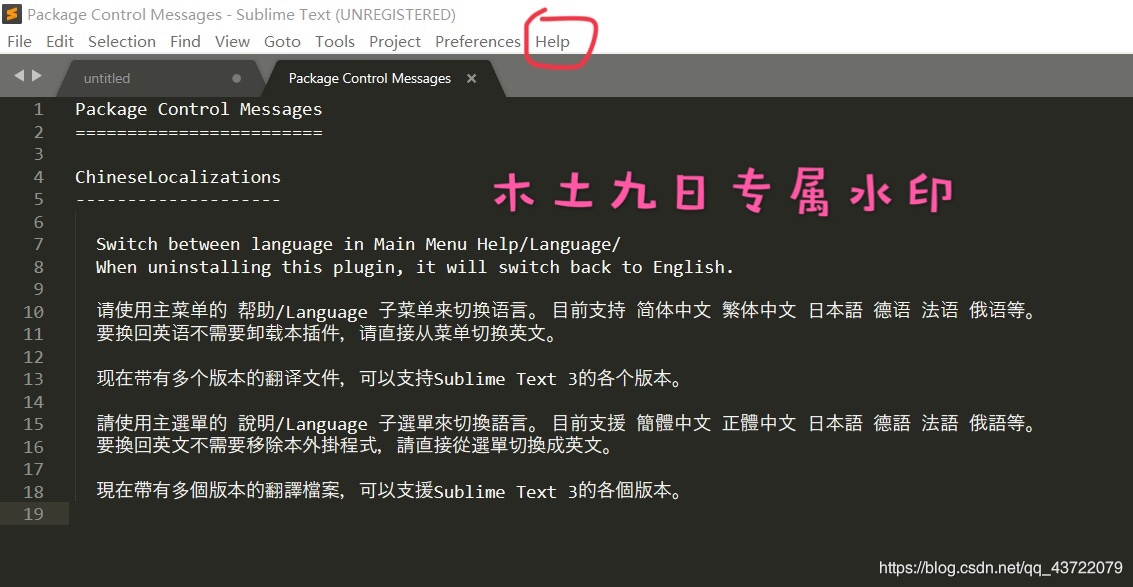 Package Control Messages - Sublime Text (UNREGISTERED)
File Edit Selection Find View Goto Tools Project Preferences Help
untitled Package Control Messages
1 Package Control Messages
2 ========================
3
4 ChineseLocalizations
5 --------------------
6
7 Switch between language in Main Menu Help/Language/
8 When uninstalling this plugin, it will switch back to English.
9
10 请使用主菜单的 帮助/Language 子菜单来切换语言。 目前支持 简体中文 繁体中文 日本語 德语 法语 俄语等。
11 要换回英语不需要卸载本插件，请直接从菜单切换英文。
12
13 现在带有多个版本的翻译文件，可以支持Sublime Text 3的各个版本。
14
15 請使用主選單的 說明/Language 子選單來切換語言。 目前支援 簡體中文 正體中文 日本語 德語 法語 俄語等。
16 要換回英文不需要移除本外掛程式，請直接從選單切換成英文。
17
18 現在帶有多個版本的翻譯檔案，可以支援Sublime Text 3的各個版本。
19
木土九日专属水印
https://blog.csdn.net/qq_43722079